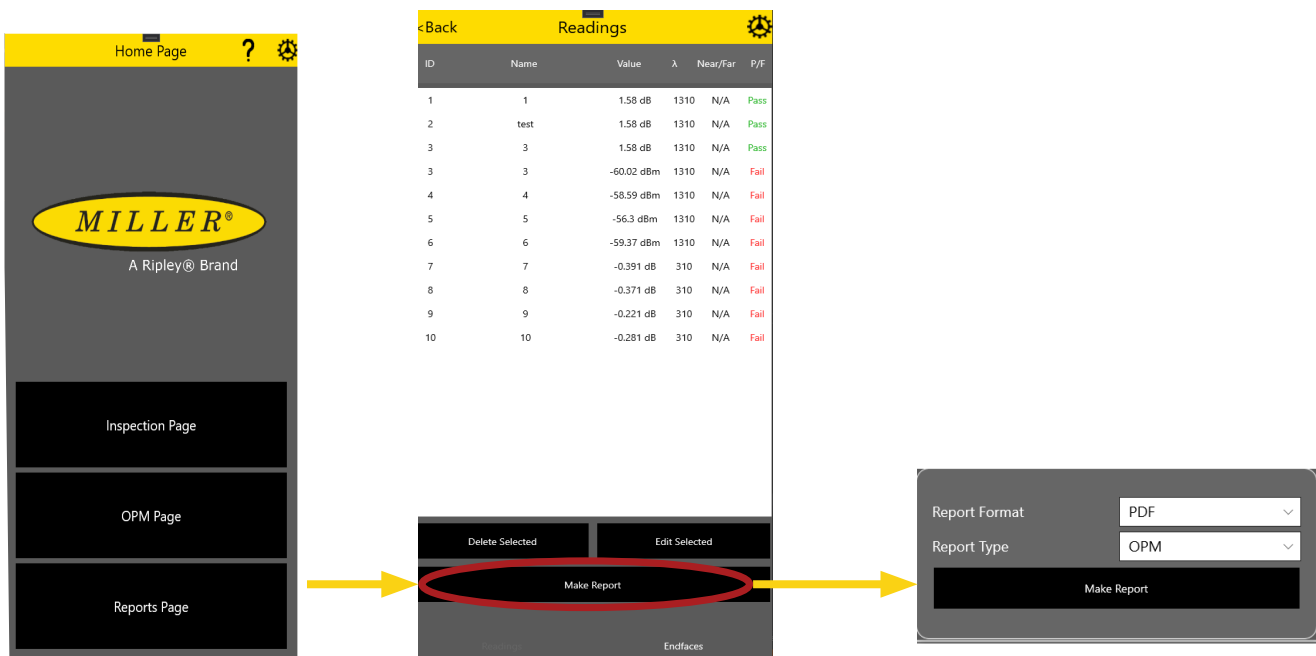 Home Page ?
MILLER®
A Ripley® Brand
Inspection Page
OPM Page
Reports Page
<Back Readings
ID Name Value λ Near/Far P/F
1 1 1.58 dB 1310 N/A Pass
2 test 1.58 dB 1310 N/A Pass
3 3 1.58 dB 1310 N/A Pass
3 3 -60.02 dBm 1310 N/A Fail
4 4 -58.59 dBm 1310 N/A Fail
5 5 -56.3 dBm 1310 N/A Fail
6 6 -59.37 dBm 1310 N/A Fail
7 7 -0.391 dB 310 N/A Fail
8 8 -0.371 dB 310 N/A Fail
9 9 -0.221 dB 310 N/A Fail
10 10 -0.281 dB 310 N/A Fail
Delete Selected Edit Selected
Make Report
Endfaces
Report Format PDF
Report Type OPM
Make Report